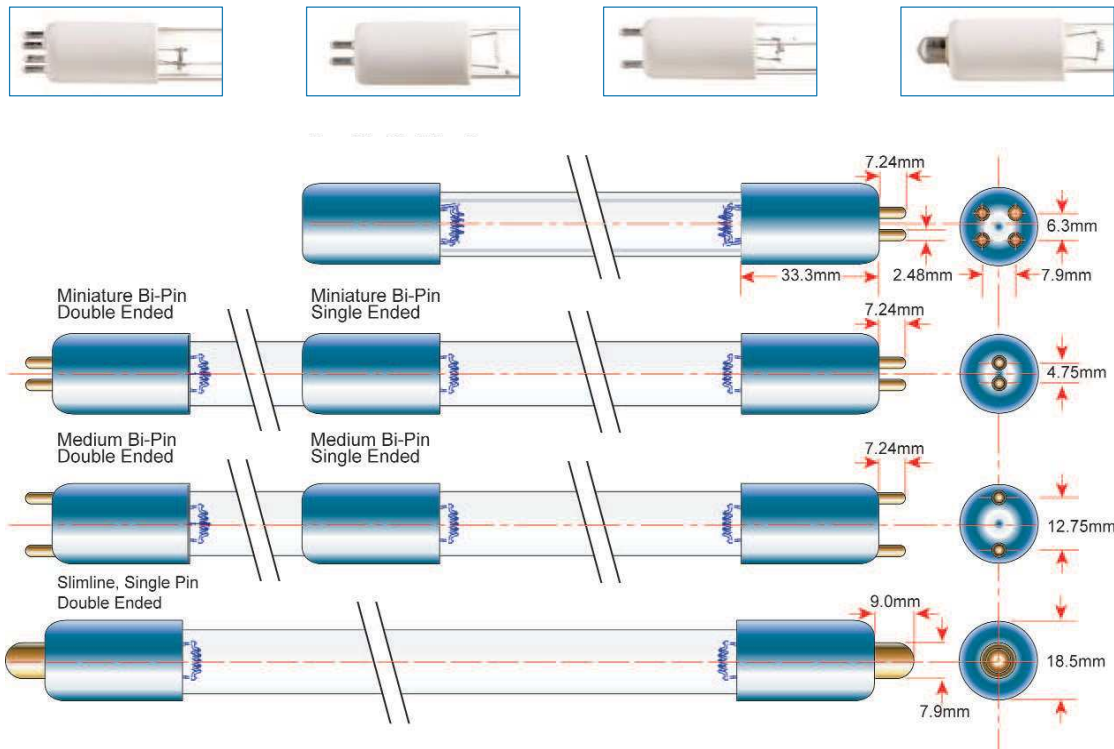 7.24mm
6.3mm
33.3mm
2.48mm
7.9mm
Miniature Bi-Pin
Double Ended
Miniature Bi-Pin
Single Ended
7.24mm
4.75mm
Medium Bi-Pin
Double Ended
Medium Bi-Pin
Single Ended
7.24mm
12.75mm
Slimline, Single Pin
Double Ended
9.0mm
18.5mm
7.9mm